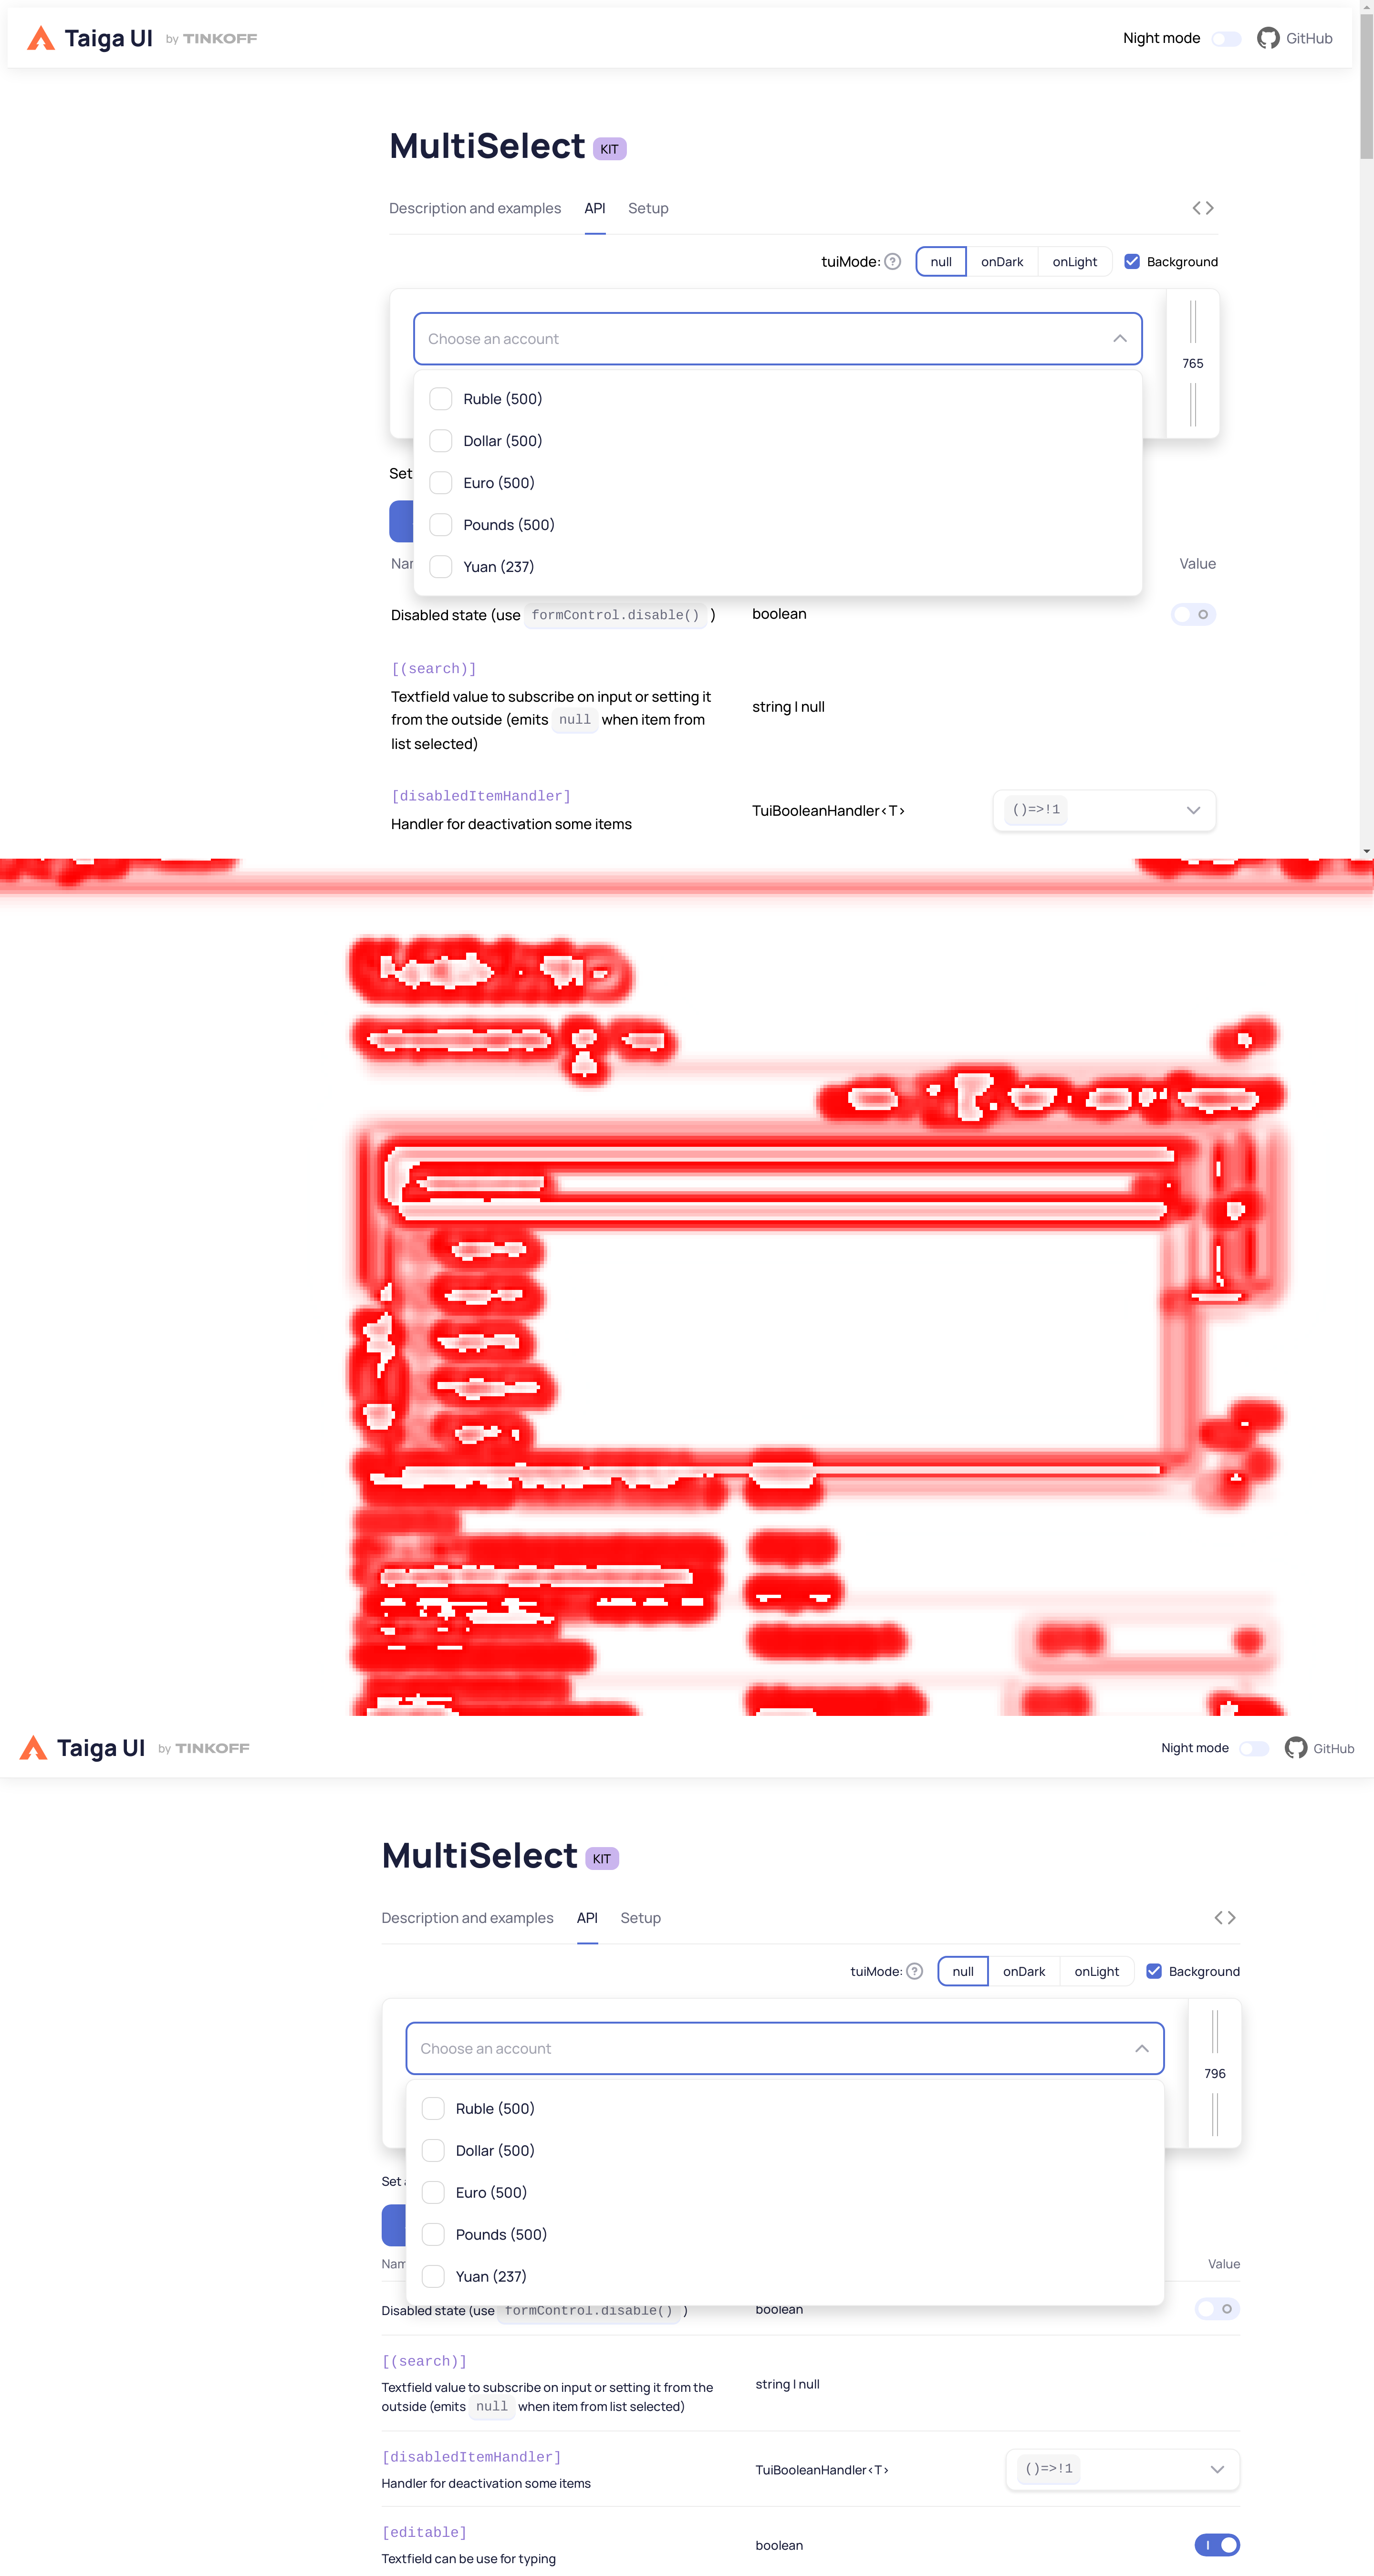 Taiga UI by TINKOFF Night mode GitHub
MultiSelect KIT
Description and examples API Setup
tuiMode: ? null onDark onLight Background
Choose an account
765
Ruble (500)
Dollar (500)
Euro (500)
Set
Pounds (500)
Yuan (237)
Value
Disabled state (use formControl.disable() ) boolean
[(search)]
Textfield value to subscribe on input or setting it
from the outside (emits null when item from
list selected)
string | null
[disabledItemHandler]
Handler for deactivation some items
TuiBooleanHandler<T> ()=>!1
Taiga UI by TINKOFF Night mode GitHub
MultiSelect KIT
Description and examples API Setup
tuiMode: ? null onDark onLight Background
Choose an account
796
Ruble (500)
Dollar (500)
Set
Euro (500)
Pounds (500)
Yuan (237)
Value
Disabled state (use formControl.disable() ) boolean
[(search)]
Textfield value to subscribe on input or setting it from the
outside (emits null when item from list selected)
string | null
[disabledItemHandler]
Handler for deactivation some items
TuiBooleanHandler<T> ()=>!1
[editable]
Textfield can be use for typing
boolean